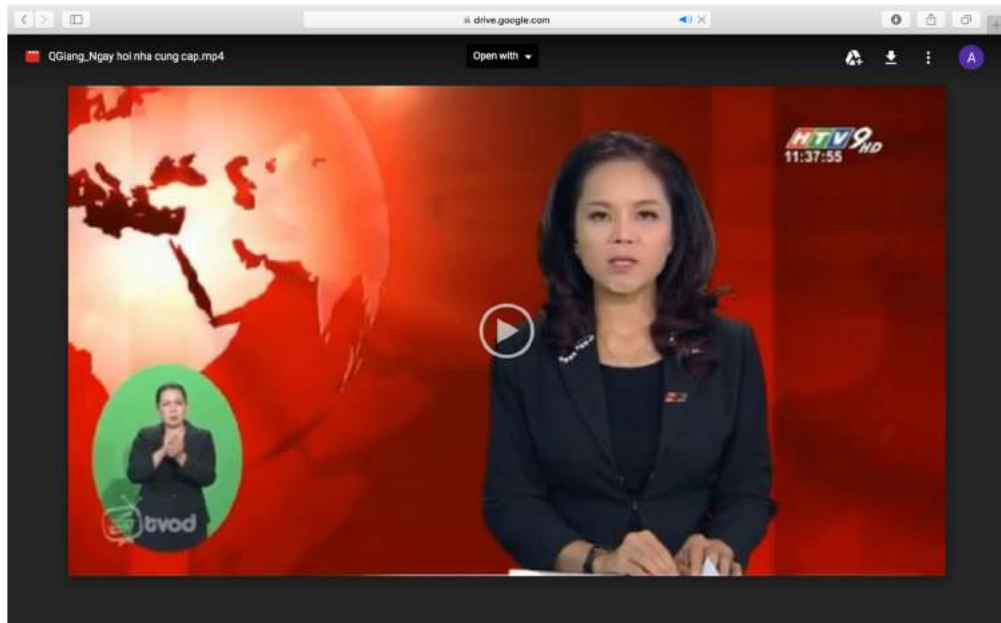 drive.google.com
QGiang_Ngay hoi nha cung cap.mp4
Open with
A
HTV9 HD
11:37:55
tvod